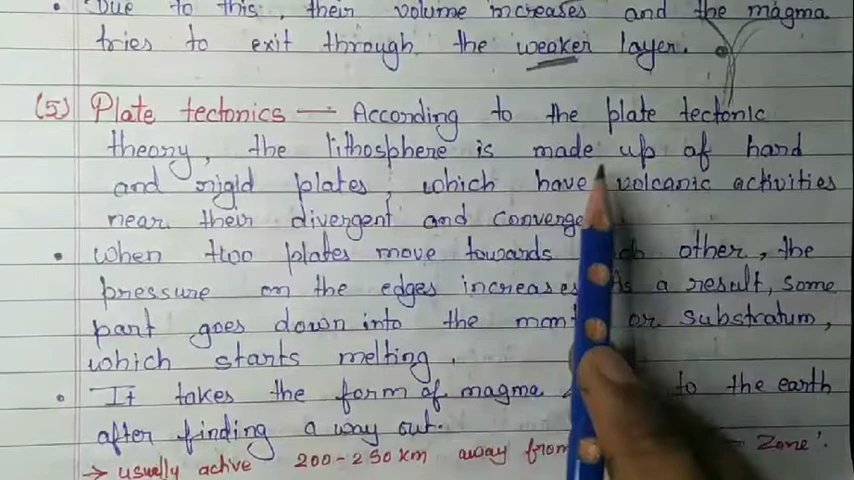 • Due to this, their volume increases and the magma
tries to exit through the weaker layer.
(5) Plate tectonics — According to the plate tectonic
theory, the lithosphere is made up of hard
and rigid plates, which have volcanic activities
near their divergent and converge
• When two plates move towards other, the
pressure on the edges increases As a result, some
part goes down into the or substratum,
which starts melting.
• It takes the form of magma to the earth
after finding a way out.
→ usually active 200-250 km away from Zone'.